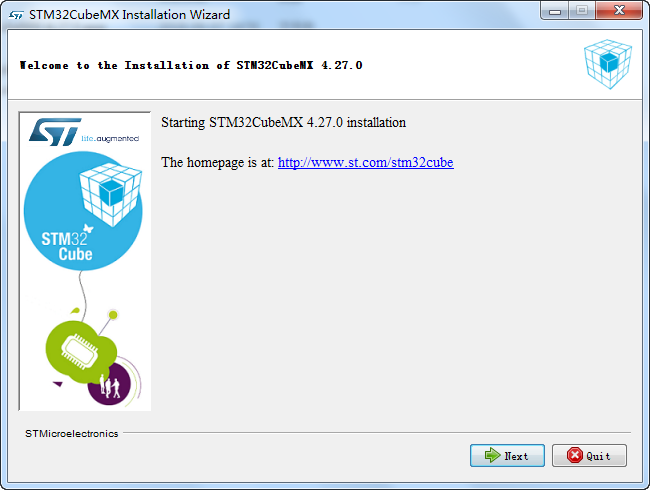 STM32CubeMX Installation Wizard
Welcome to the Installation of STM32CubeMX 4.27.0
ST
life.augmented
Starting STM32CubeMX 4.27.0 installation
The homepage is at: http://www.st.com/stm32cube
STM32
Cube
STMicroelectronics
Next
Quit